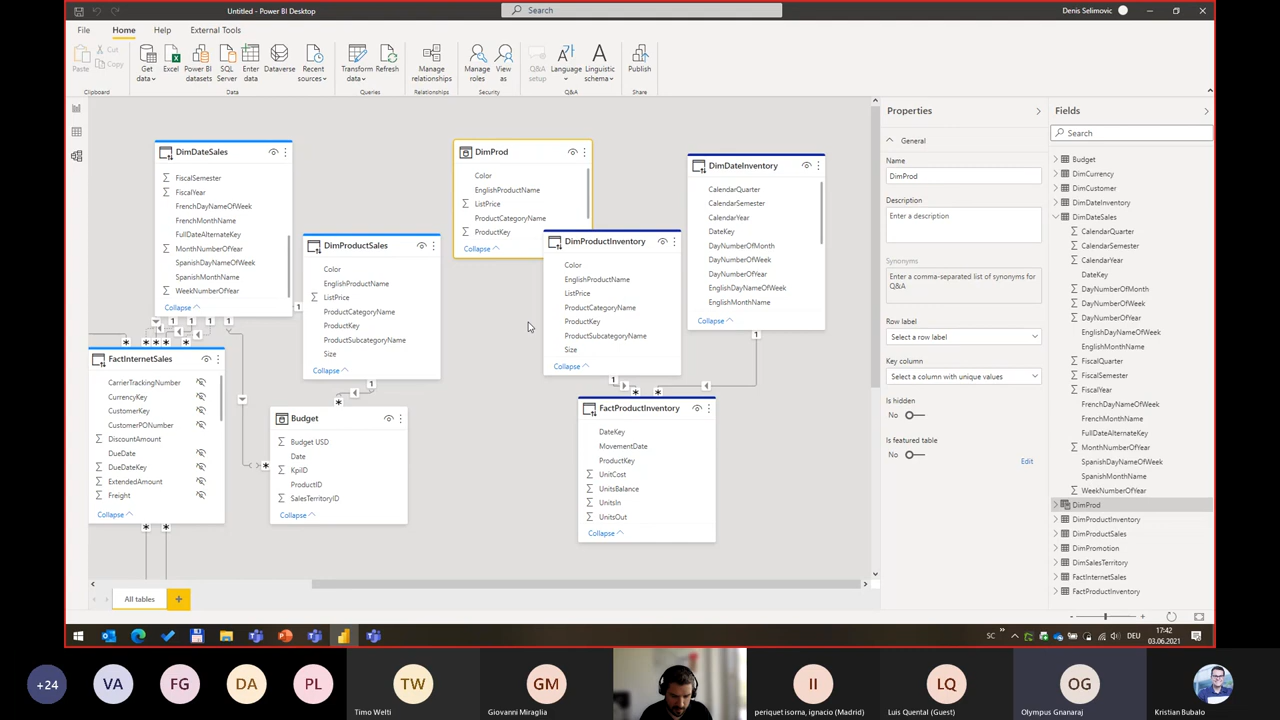 Untitled - Power BI Desktop
Search
Denis Selimovic
File
Home
Help
External Tools
Paste
Cut
Copy
Get data
Excel
Power BI datasets
SQL Server
Enter data
Dataverse
Recent sources
Transform data
Refresh
Manage relationships
Manage roles
View as
Q&A setup
Language
Linguistic schema
Publish
Clipboard
Data
Queries
Relationships
Security
Q&A
Share
DimDateSales
FiscalSemester
FiscalYear
FrenchDayNameOfWeek
FrenchMonthName
FullDateAlternateKey
MonthNumberOfYear
SpanishDayNameOfWeek
SpanishMonthName
WeekNumberOfYear
Collapse
DimProductSales
Color
EnglishProductName
ListPrice
ProductCategoryName
ProductKey
ProductSubcategoryName
Size
Collapse
DimProd
Color
EnglishProductName
ListPrice
ProductCategoryName
ProductKey
Collapse
DimProductInventory
Color
EnglishProductName
ListPrice
ProductCategoryName
ProductKey
ProductSubcategoryName
Size
Collapse
DimDateInventory
CalendarQuarter
CalendarSemester
CalendarYear
DateKey
DayNumberOfMonth
DayNumberOfWeek
DayNumberOfYear
EnglishDayNameOfWeek
EnglishMonthName
Collapse
FactInternetSales
CarrierTrackingNumber
CurrencyKey
CustomerKey
CustomerPONumber
DiscountAmount
DueDate
DueDateKey
ExtendedAmount
Freight
Collapse
Budget
Budget USD
Date
KpiID
ProductID
SalesTerritoryID
Collapse
FactProductInventory
DateKey
MovementDate
ProductKey
UnitCost
UnitsBalance
UnitsIn
UnitsOut
Collapse
All tables
Properties
General
Name
DimProd
Description
Enter a description
Synonyms
Enter a comma-separated list of synonyms for
Q&A
Row label
Select a row label
Key column
Select a column with unique values
Is hidden
No
Is featured table
No
Edit
Fields
Search
Budget
DimCurrency
DimCustomer
DimDateInventory
DimDateSales
CalendarQuarter
CalendarSemester
CalendarYear
DateKey
DayNumberOfMonth
DayNumberOfWeek
DayNumberOfYear
EnglishDayNameOfWeek
EnglishMonthName
FiscalQuarter
FiscalSemester
FiscalYear
FrenchDayNameOfWeek
FrenchMonthName
FullDateAlternateKey
MonthNumberOfYear
SpanishDayNameOfWeek
SpanishMonthName
WeekNumberOfYear
DimProd
DimProductInventory
DimProductSales
DimPromotion
DimSalesTerritory
FactInternetSales
FactProductInventory
SC
DEU
17:42
03.06.2021
+24
VA
FG
DA
PL
TW
Timo Welti
GM
Giovanni Miraglia
II
periquet isorna, ignacio (Madrid)
LQ
Luis Quental (Guest)
OG
Olympus Gnanaraj
Kristian Bubalo